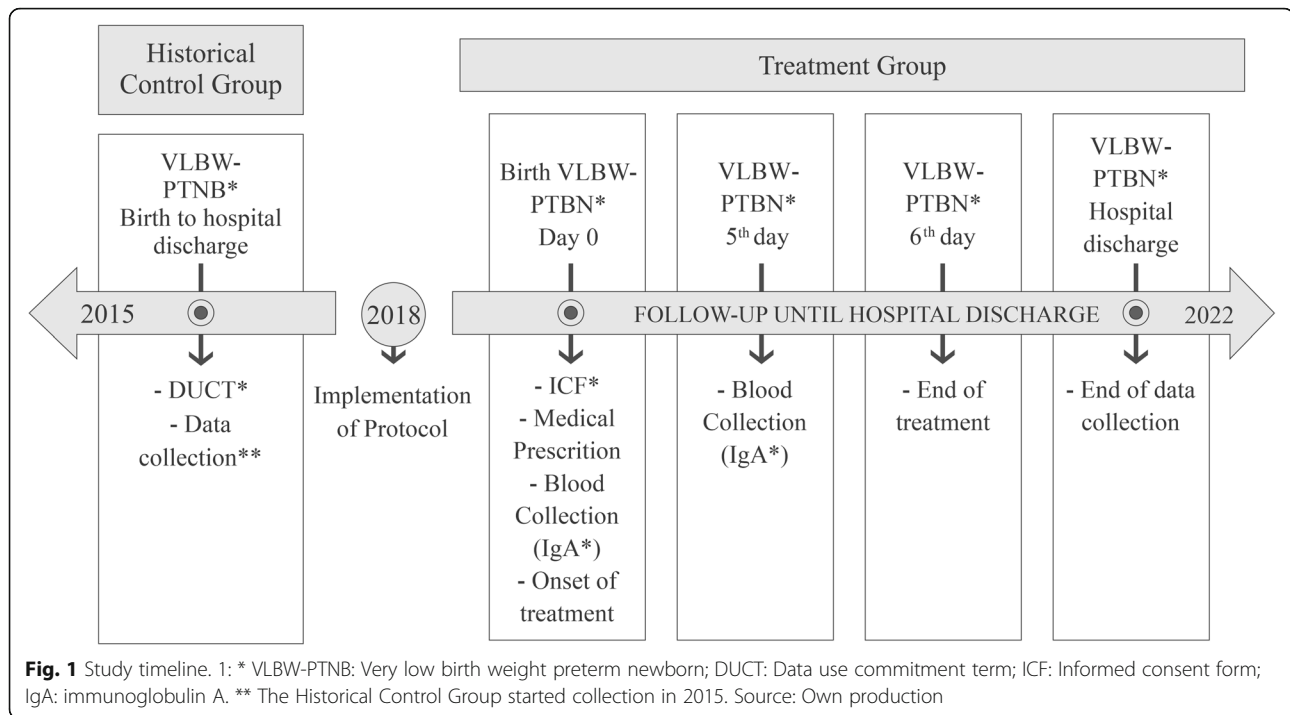 Historical
Control Group
Treatment Group
VLBW-
PTNB*
Birth to hospital
discharge
Birth VLBW-
PTBN*
Day 0
VLBW-
PTBN*
5th day
VLBW-
PTBN*
6th day
VLBW-
PTBN*
Hospital
discharge
2015
2018
FOLLOW-UP UNTIL HOSPITAL DISCHARGE
2022
- DUCT*
- Data
collection**
Implementation
of Protocol
- ICF*
- Medical
Prescrition
- Blood
Collection
(IgA*)
- Onset of
treatment
- Blood
Collection
(IgA*)
- End of
treatment
- End of data
collection
Fig. 1 Study timeline. 1: * VLBW-PTNB: Very low birth weight preterm newborn; DUCT: Data use commitment term; ICF: Informed consent form;
IgA: immunoglobulin A. ** The Historical Control Group started collection in 2015. Source: Own production